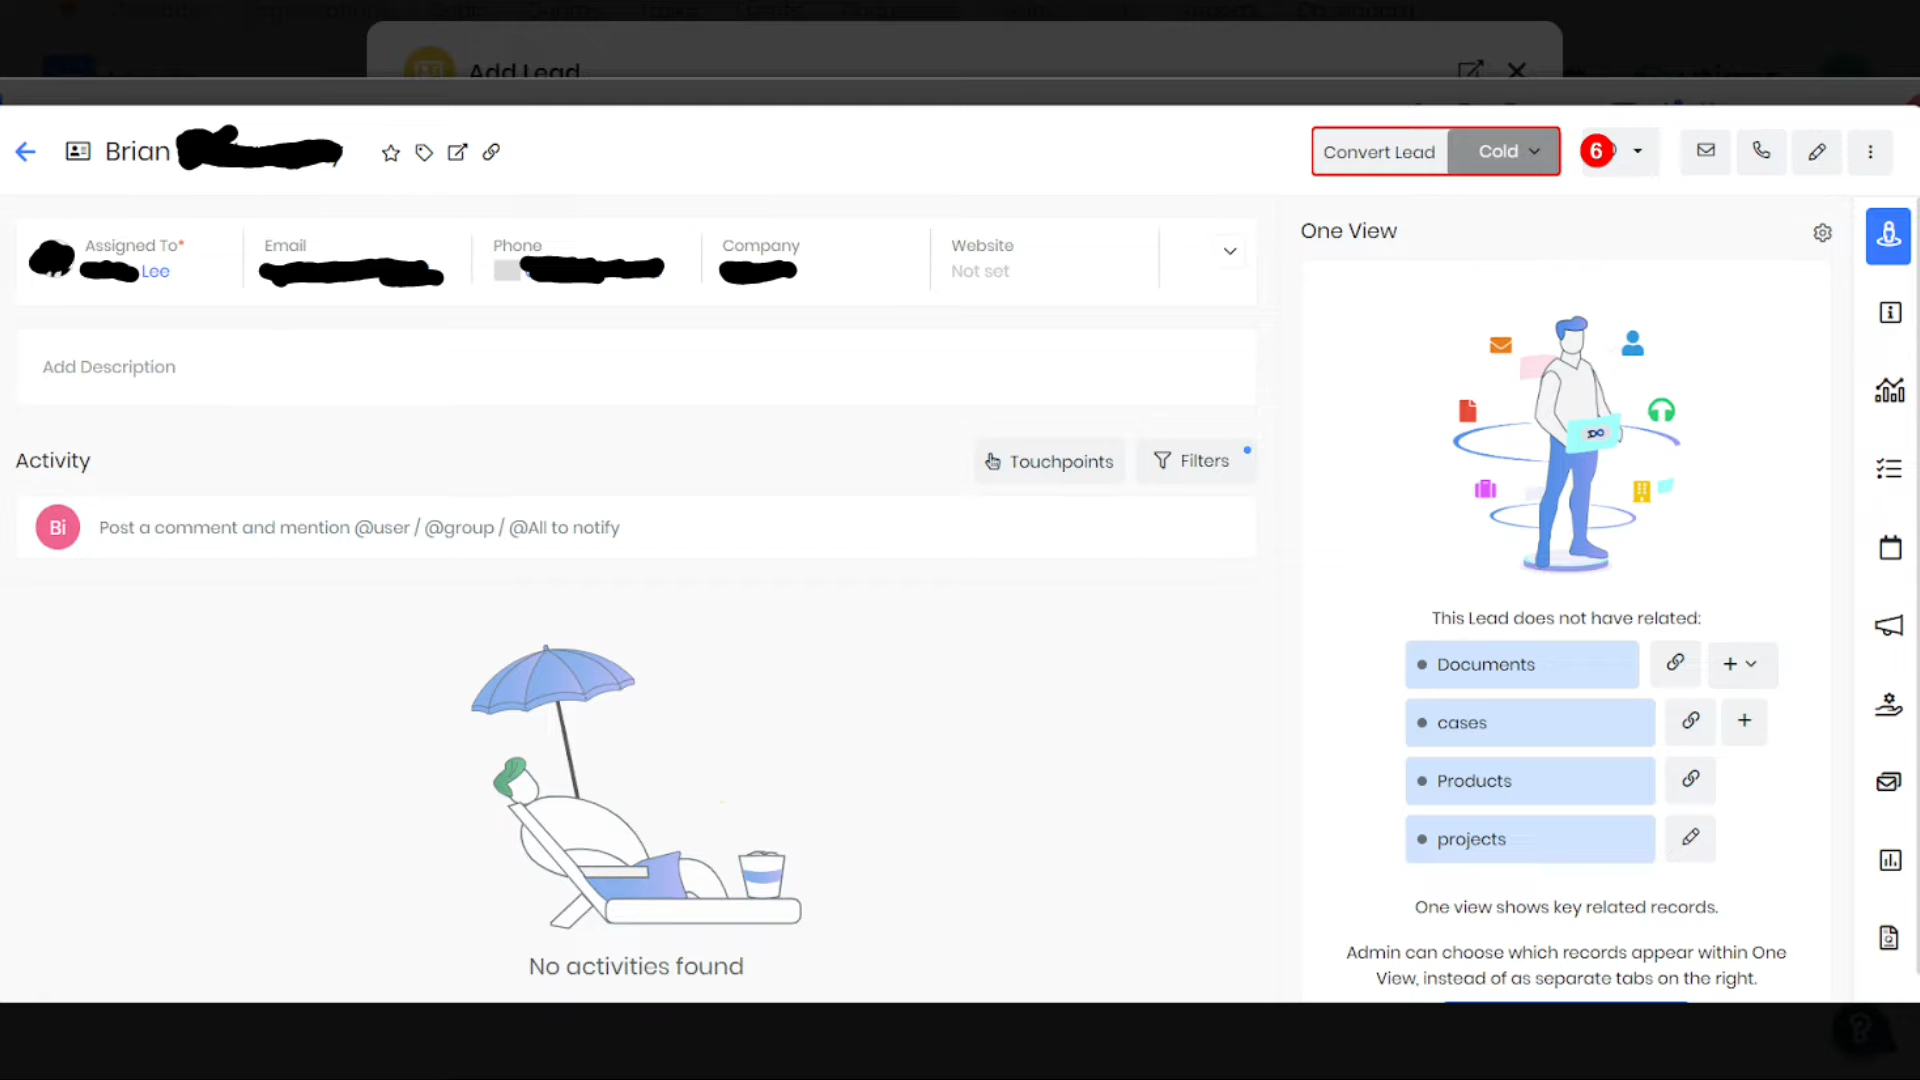 Add Lead
Brian
Convert Lead
Cold
6
Assigned To*
Lee
Email
Phone
Company
Website
Not set
One View
Add Description
Activity
Touchpoints
Filters
Bi
Post a comment and mention @user / @group / @All to notify
No activities found
This Lead does not have related:
Documents
cases
Products
projects
One view shows key related records.
Admin can choose which records appear within One
View, instead of as separate tabs on the right.